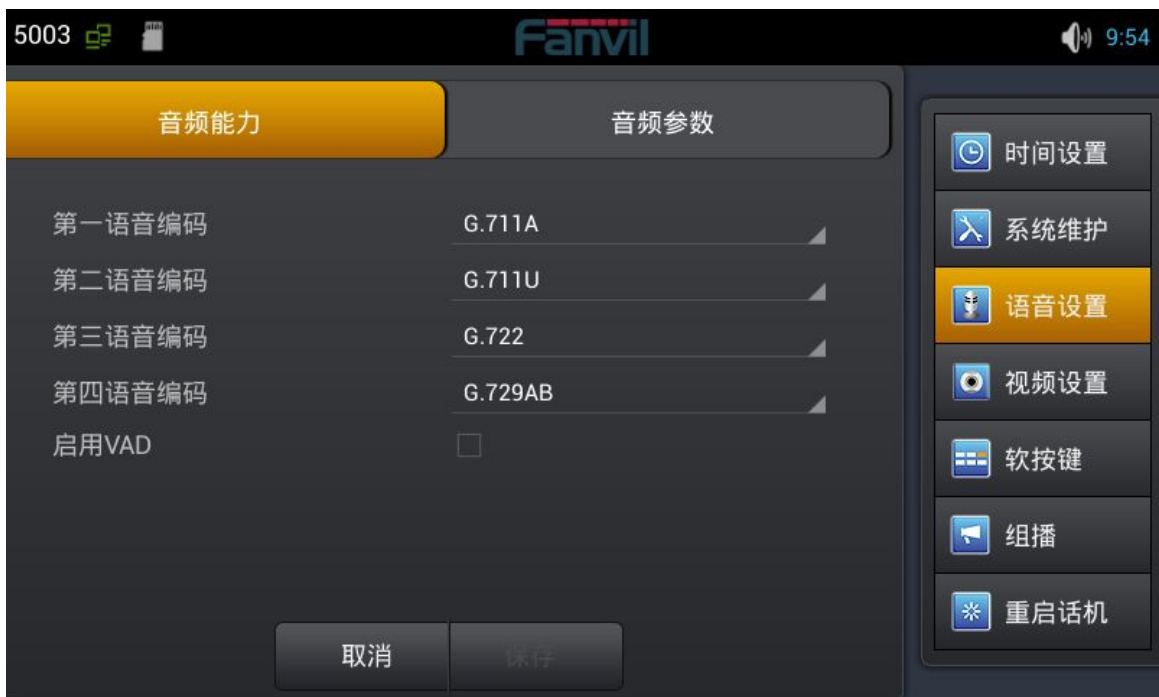 5003 Fanvil 9:54
音频能力 音频参数
第一语音编码 G.711A
第二语音编码 G.711U
第三语音编码 G.722
第四语音编码 G.729AB
启用VAD
取消 保存
时间设置
系统维护
语音设置
视频设置
软按键
组播
重启话机